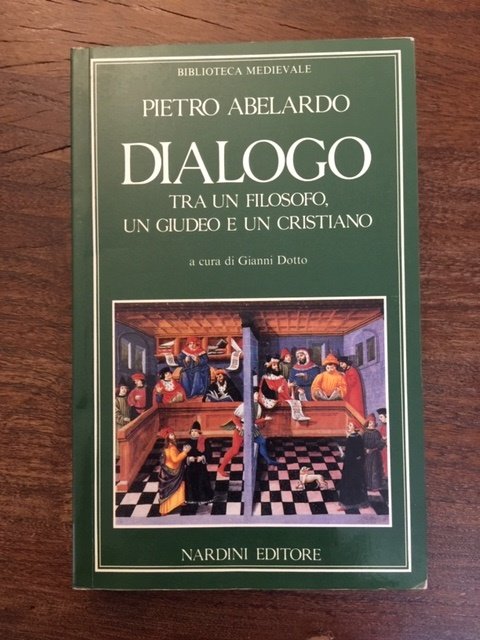 BIBLIOTECA MEDIEVALE
PIETRO ABELARDO
DIALOGO
TRA UN FILOSOFO,
UN GIUDEO E UN CRISTIANO
a cura di Gianni Dotto
NARDINI EDITORE